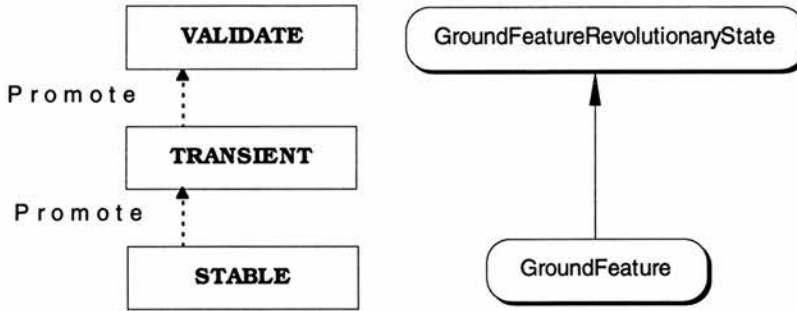 VALIDATE
Promote
TRANSIENT
Promote
STABLE
GroundFeatureRevolutionaryState
GroundFeature